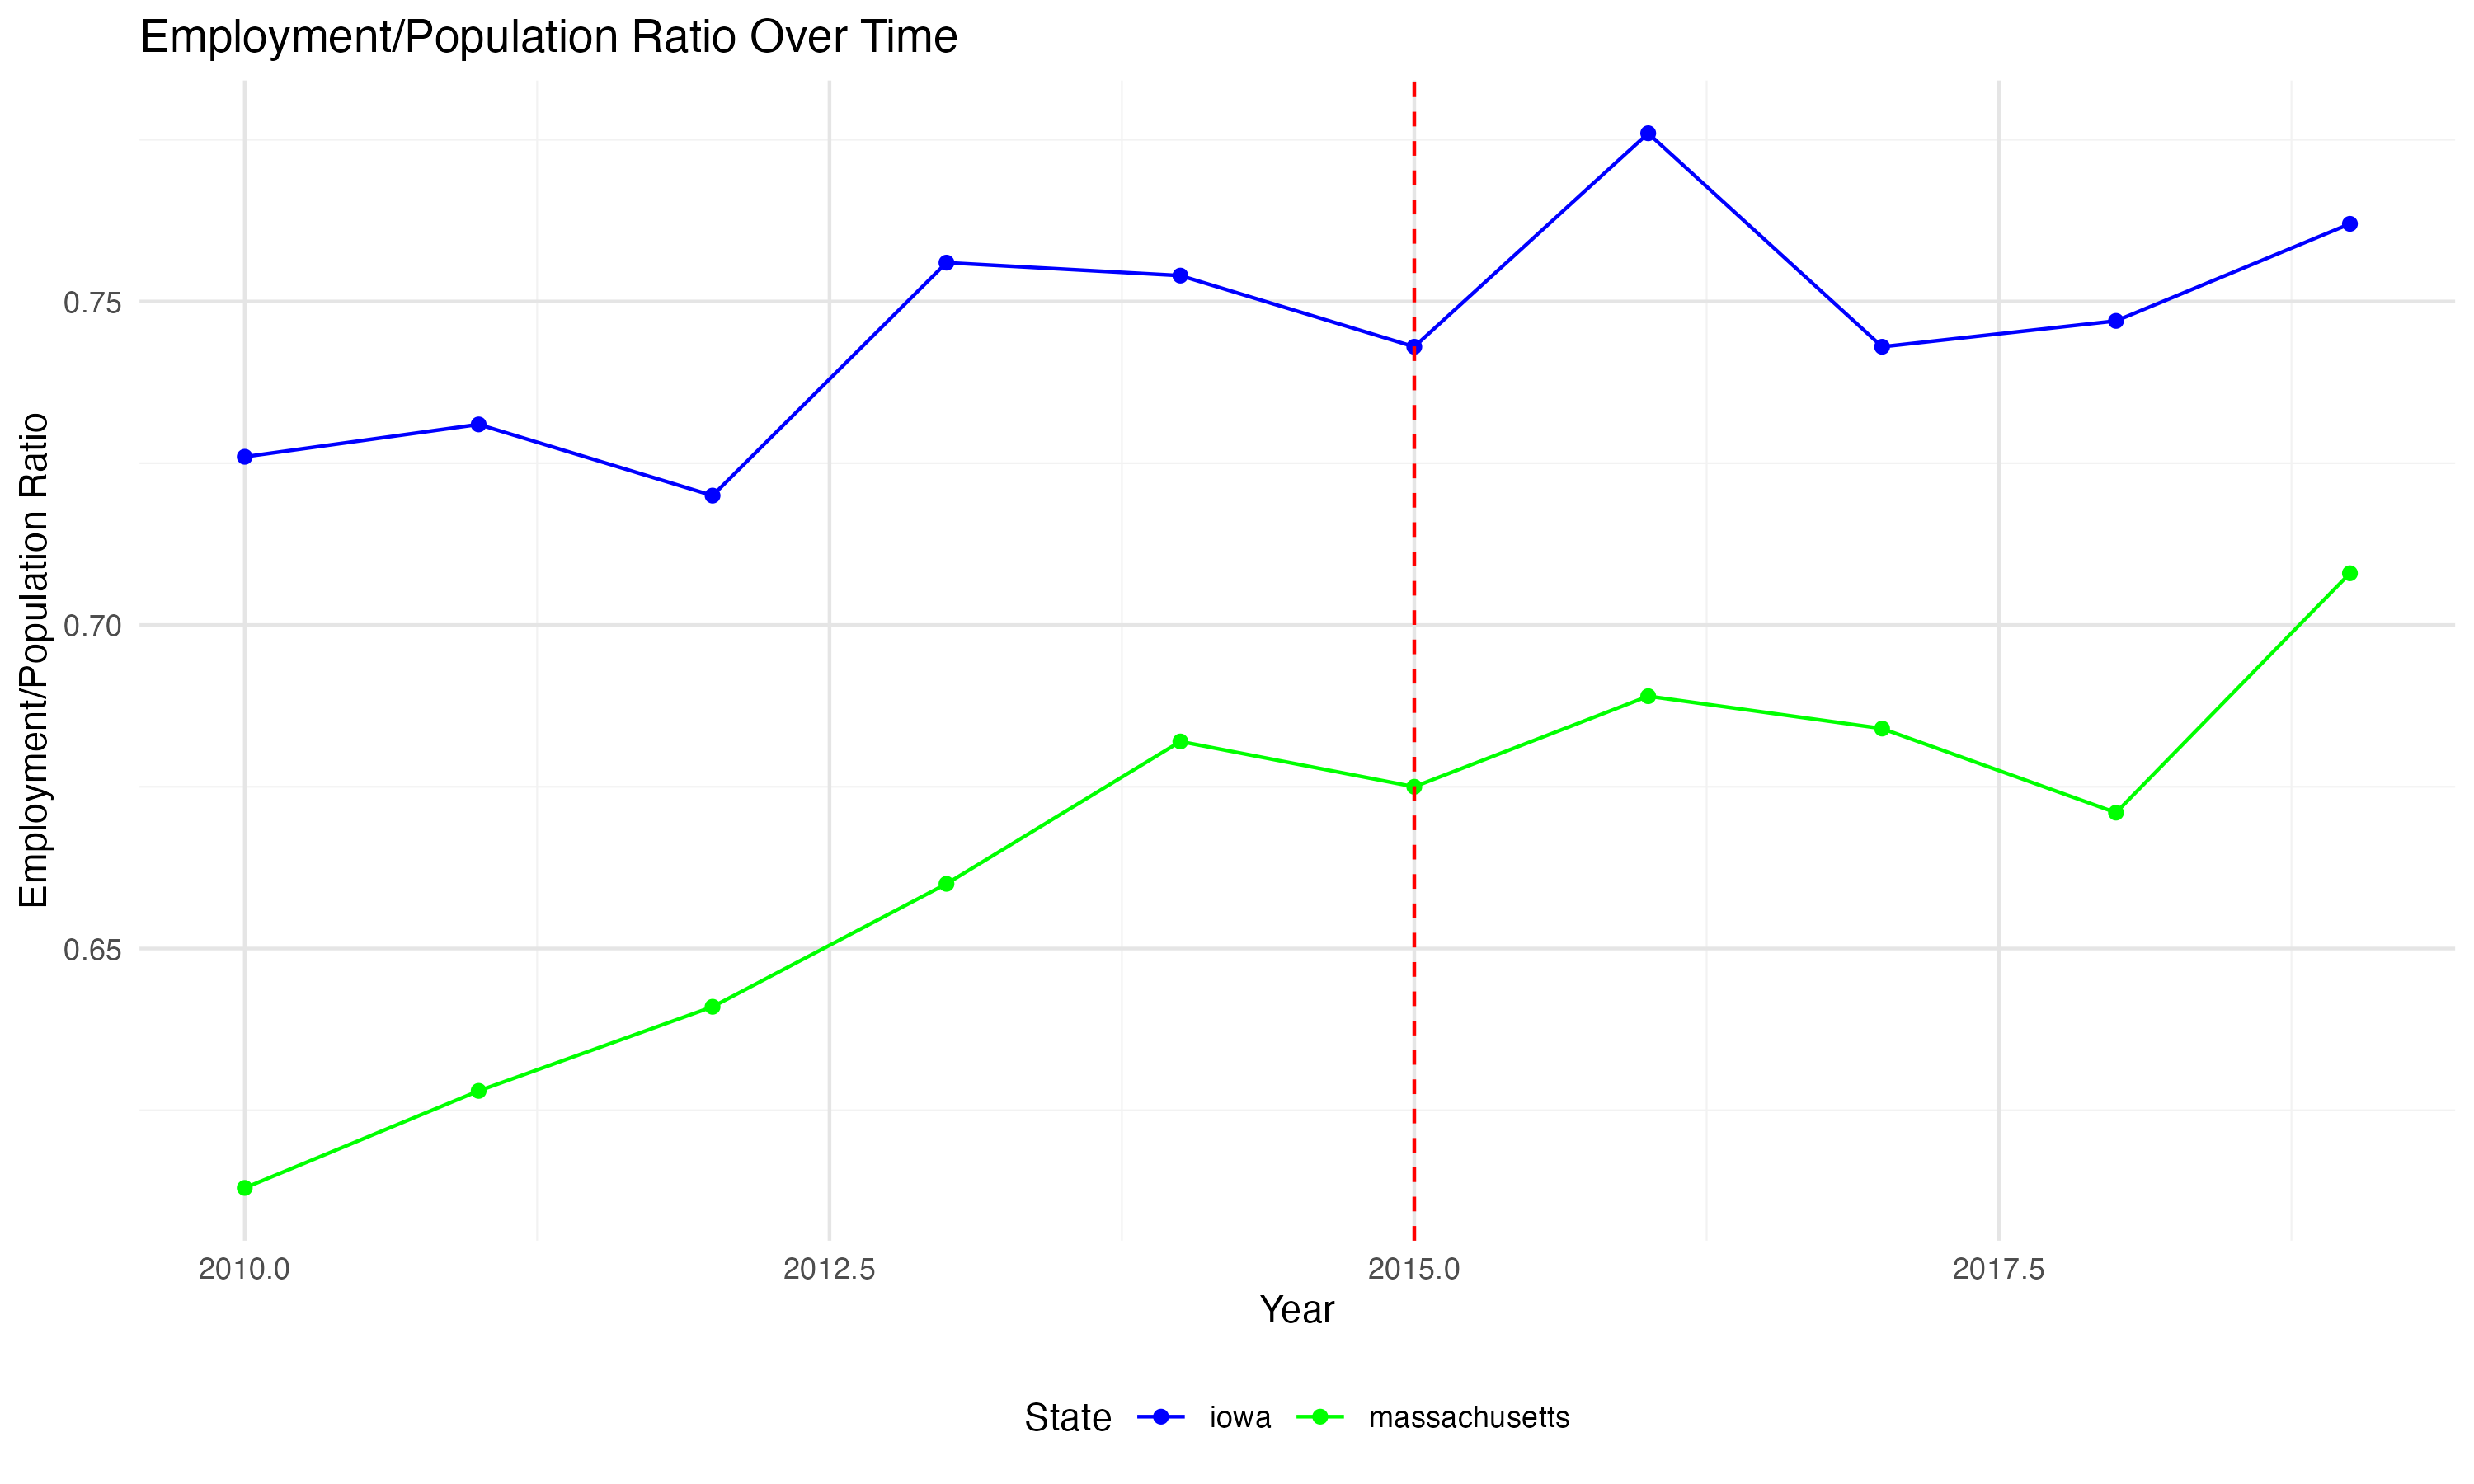 Employment/Population Ratio Over Time
Employment/Population Ratio
0.75
0.70
0.65
2010.0 2012.5 2015.0 2017.5
Year
State iowa massachusetts